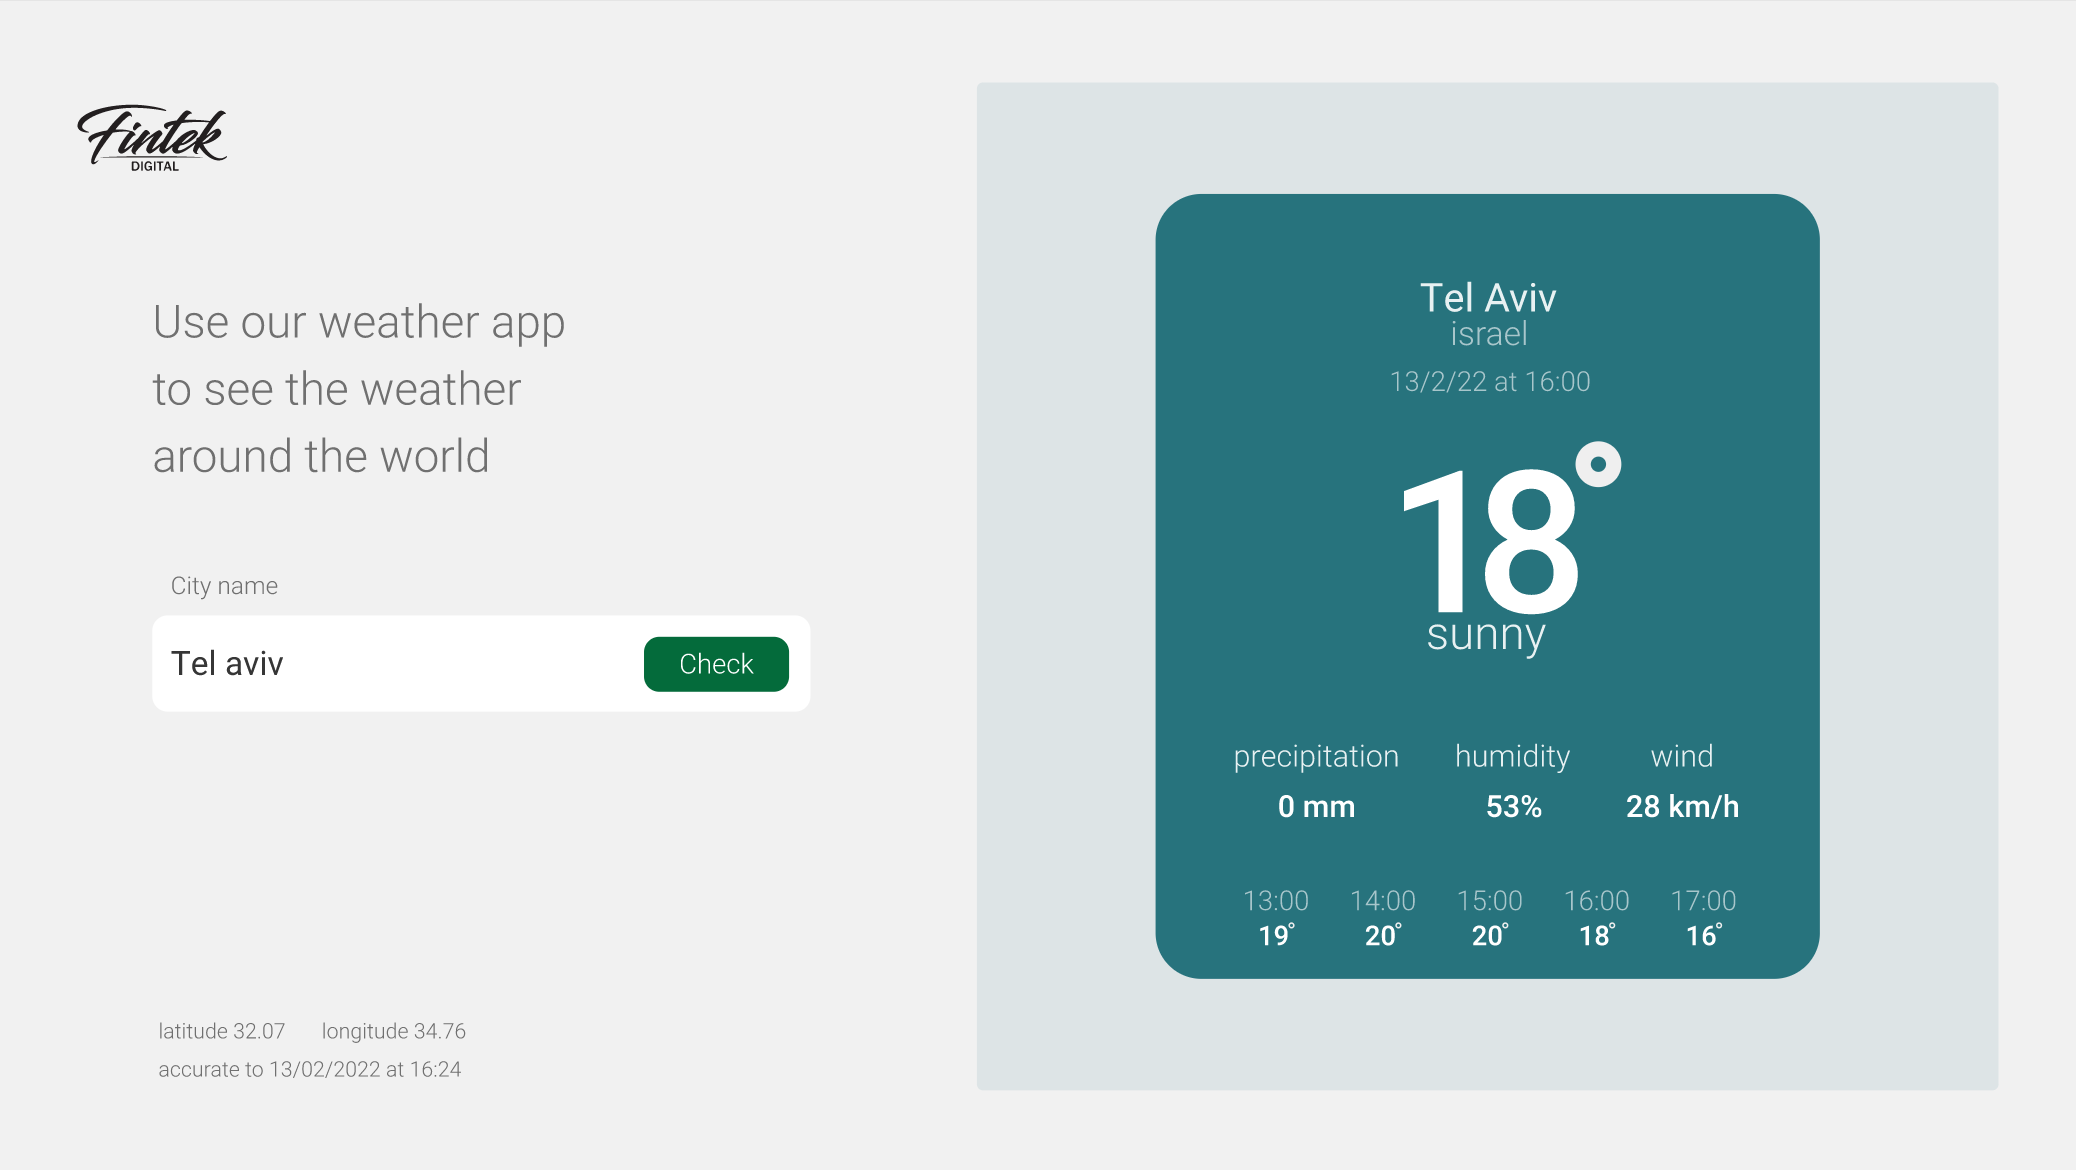 Fintek
DIGITAL
Use our weather app
to see the weather
around the world
City name
Tel aviv
Check
latitude 32.07 longitude 34.76
accurate to 13/02/2022 at 16:24
Tel Aviv
israel
13/2/22 at 16:00
18°
sunny
precipitation humidity wind
0 mm 53% 28 km/h
13:00 14:00 15:00 16:00 17:00
19° 20° 20° 18° 16°